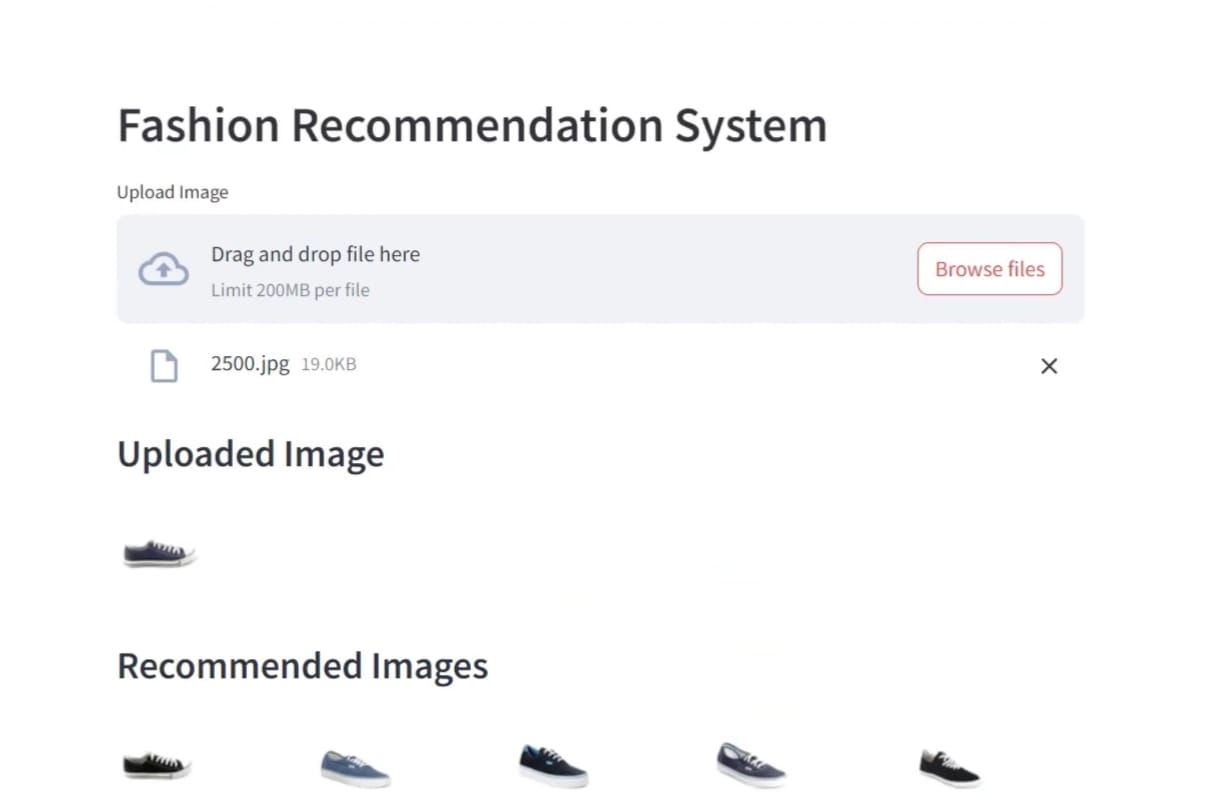 Fashion Recommendation System
Upload Image
Drag and drop file here
Limit 200MB per file
Browse files
2500.jpg 19.0KB
Uploaded Image
Recommended Images